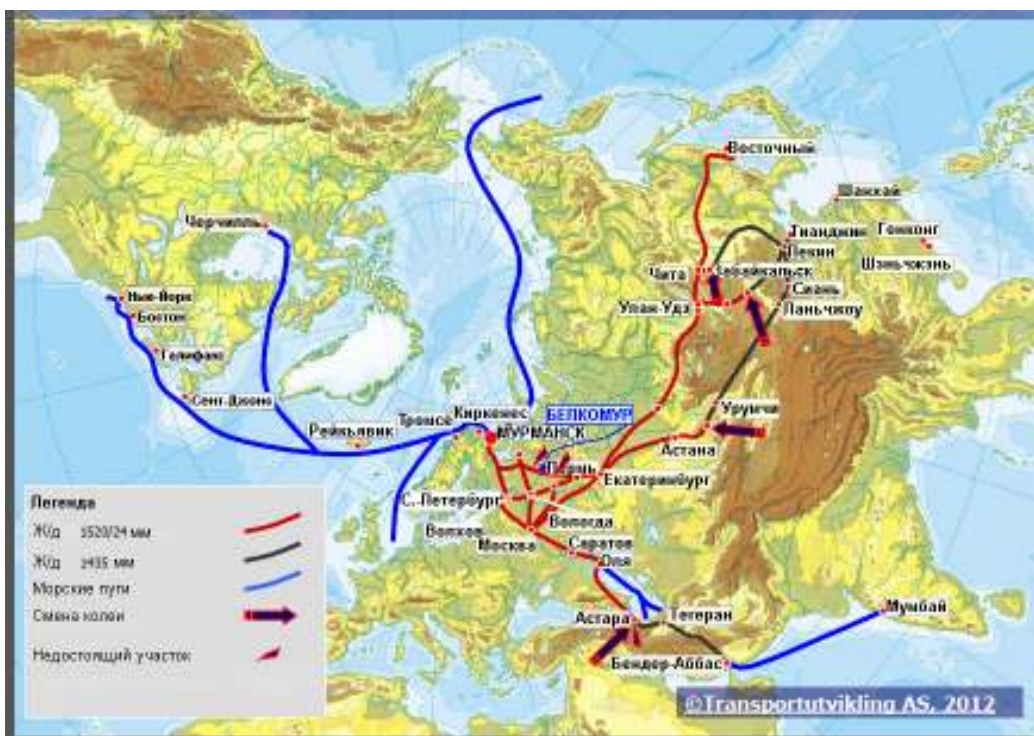 Восточный
Шанхай
Черчилль
Тианджин
Гонконг
Пекин
Чита
Забайкальск
Шэньчжэнь
Нью-Йорк
Улан-Удэ
Сиань
Ланьчжоу
Бостон
Галифакс
Сент-Джонс
Киркенес
БЕЛКОМУР
Урумчи
Тромсё
Рейкьявик
МУРМАНСК
Астана
Пермь
Екатеринбург
С.-Петербург
Вологда
Волхов
Москва
Саратов
Оля
Мумбай
Астара
Тегеран
Бендер-Аббас
Легенда
Ж/д 1520/24 мм
Ж/д 1435 мм
Морские пути
Смена колеи
Недостоящий участок
©Transportutvikling AS, 2012